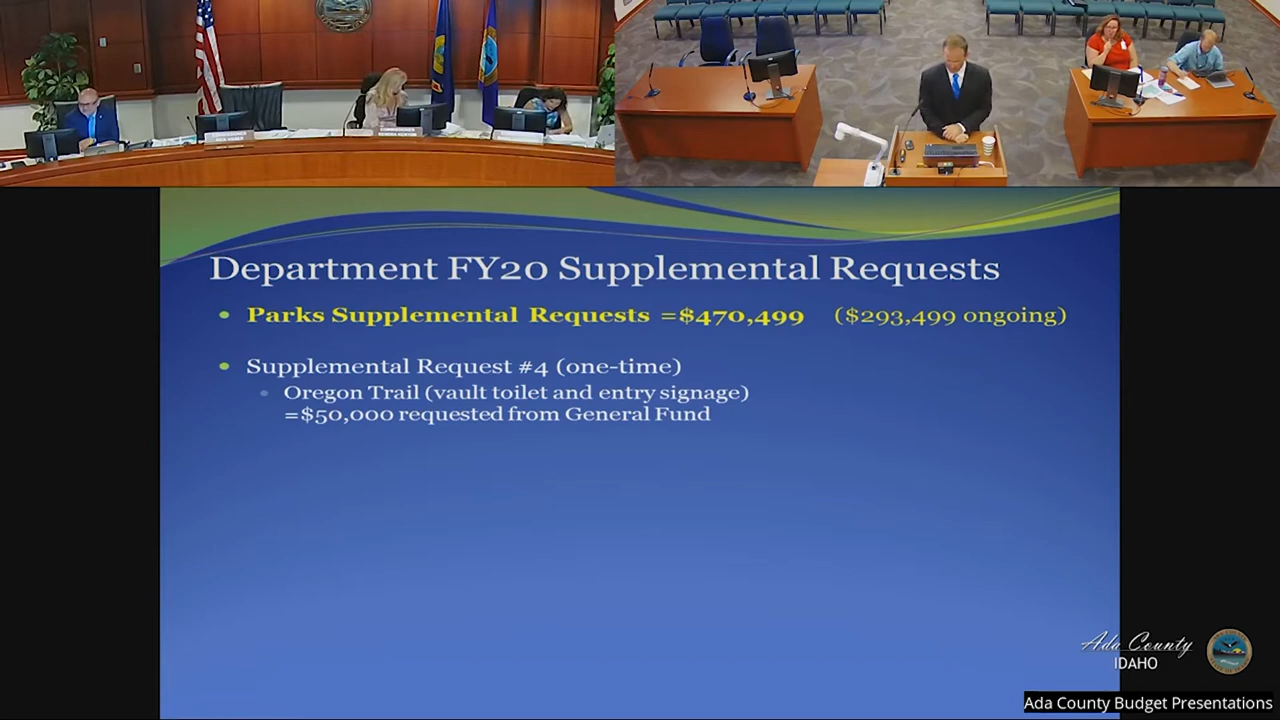 Department FY20 Supplemental Requests
Parks Supplemental Requests =$470,499 ($293,499 ongoing)
Supplemental Request #4 (one-time)
Oregon Trail (vault toilet and entry signage)
=$50,000 requested from General Fund
Ada County
IDAHO
Ada County Budget Presentations